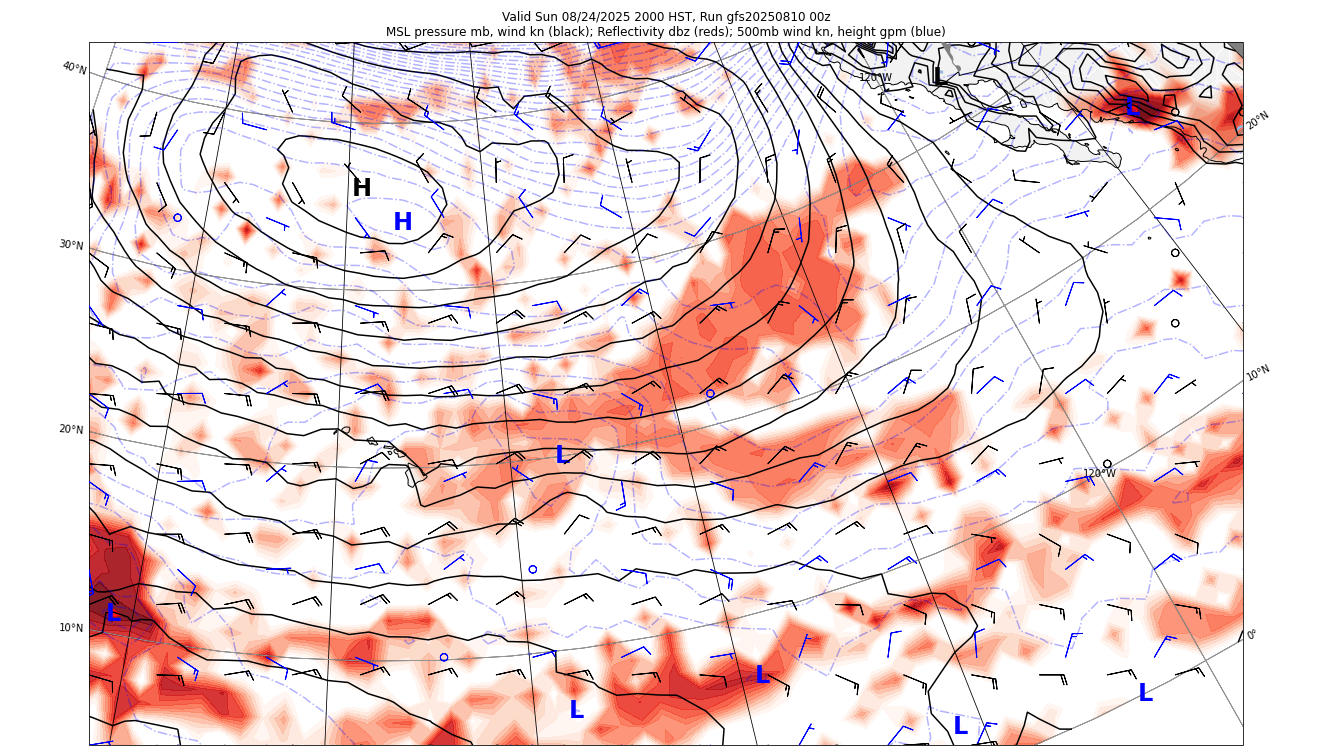 Valid Sun 08/24/2025 2000 HST, Run gfs20250810 00z
MSL pressure mb, wind kn (black); Reflectivity dbz (reds); 500mb wind kn, height gpm (blue)
40°N
120°W
L
L
20°N
H
H
30°N
10°N
20°N
L
120°W
L
10°N
0°
L
L
L
L